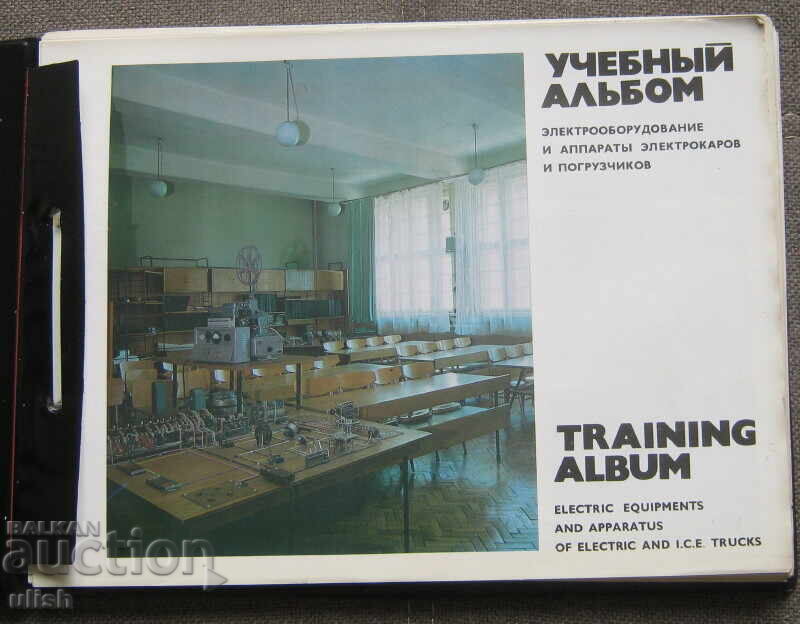 УЧЕБНЫЙ
АЛЬБОМ
ЭЛЕКТРООБОРУДОВАНИЕ
И АППАРАТЫ ЭЛЕКТРОКАРОВ
И ПОГРУЗЧИКОВ
TRAINING
ALBUM
ELECTRIC EQUIPMENTS
AND APPARATUS
OF ELECTRIC AND I.C.E. TRUCKS
BALKAN
auction
ulish